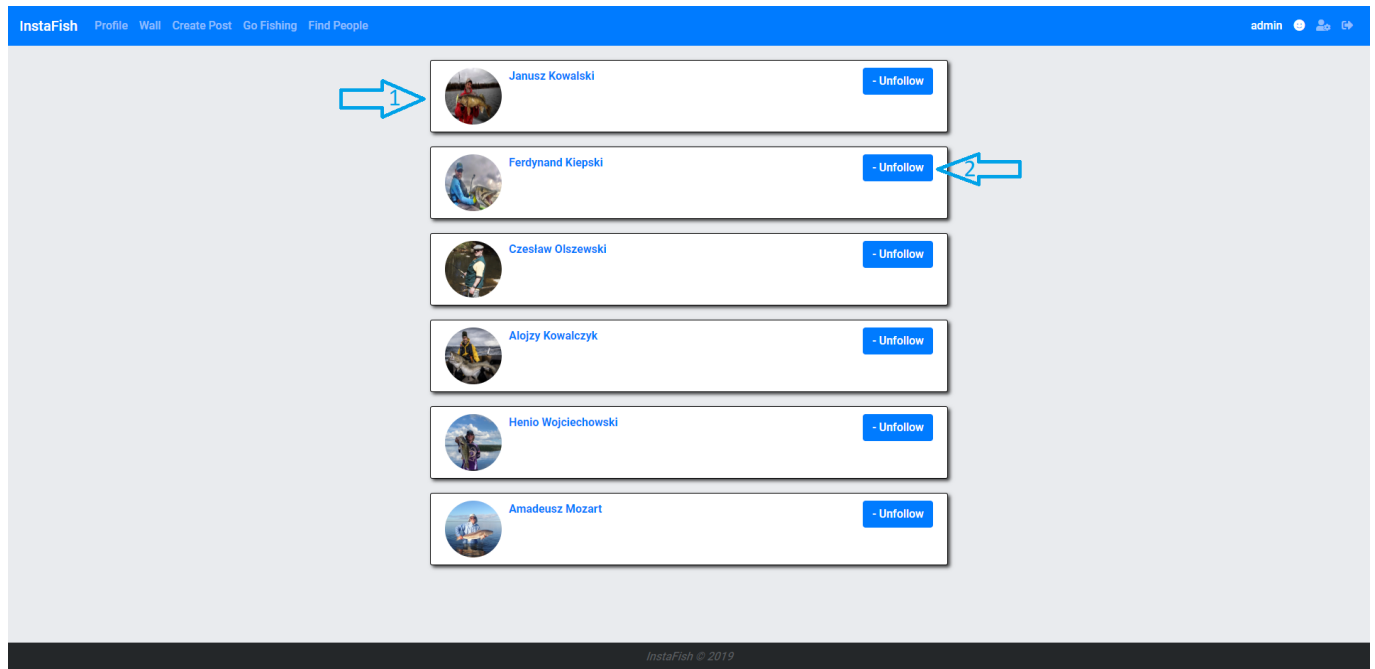 InstaFish Profile Wall Create Post Go Fishing Find People admin
Janusz Kowalski - Unfollow
1
Ferdynand Kiepski - Unfollow
2
Czesław Olszewski - Unfollow
Alojzy Kowalczyk - Unfollow
Henio Wojciechowski - Unfollow
Amadeusz Mozart - Unfollow
InstaFish © 2019